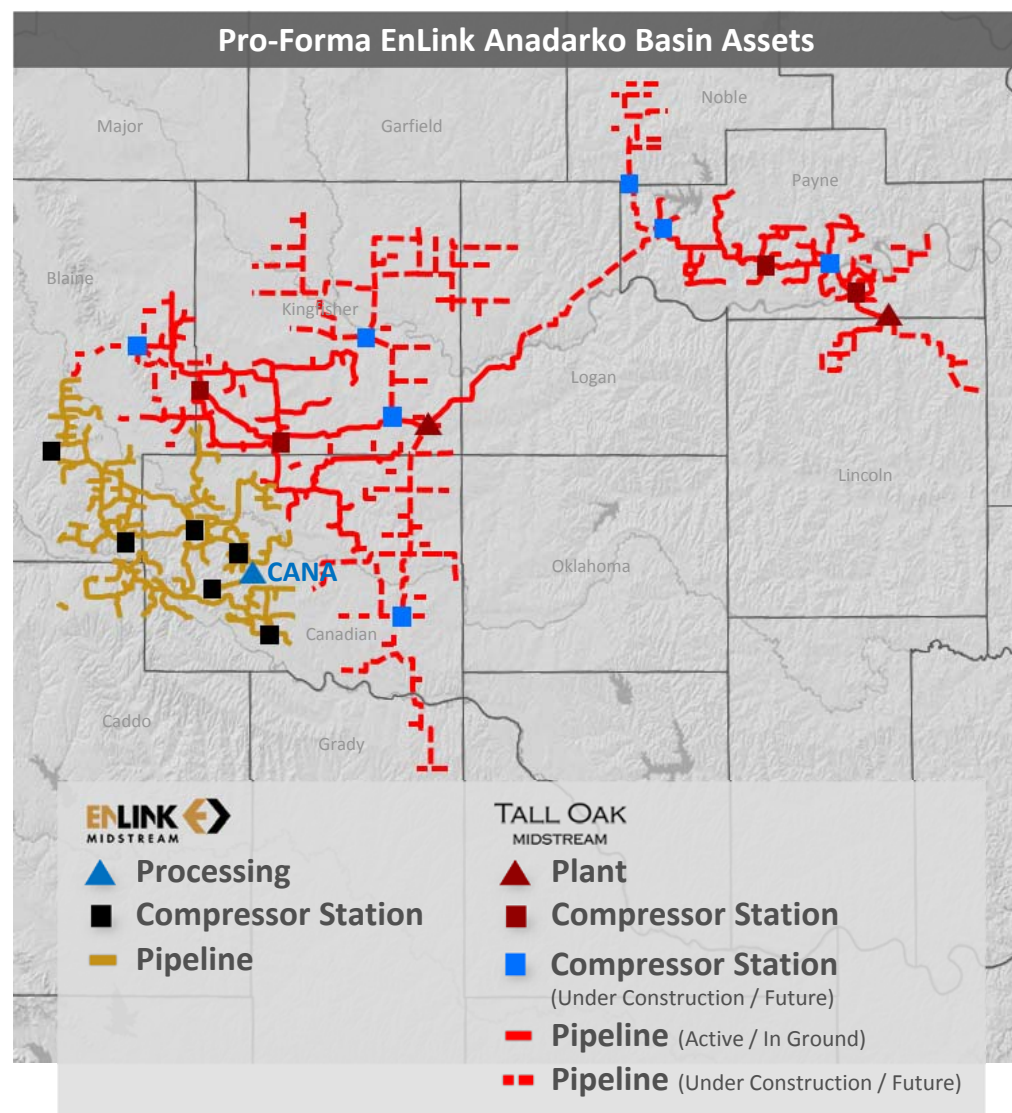 Pro-Forma EnLink Anadarko Basin Assets
Noble
Major
Garfield
Payne
Blaine
Kingfisher
Logan
Lincoln
CANA
Oklahoma
Canadian
Caddo
Grady
ENLINK
MIDSTREAM
Processing
Compressor Station
Pipeline
TALL OAK
MIDSTREAM
Plant
Compressor Station
Compressor Station
(Under Construction / Future)
Pipeline (Active / In Ground)
Pipeline (Under Construction / Future)